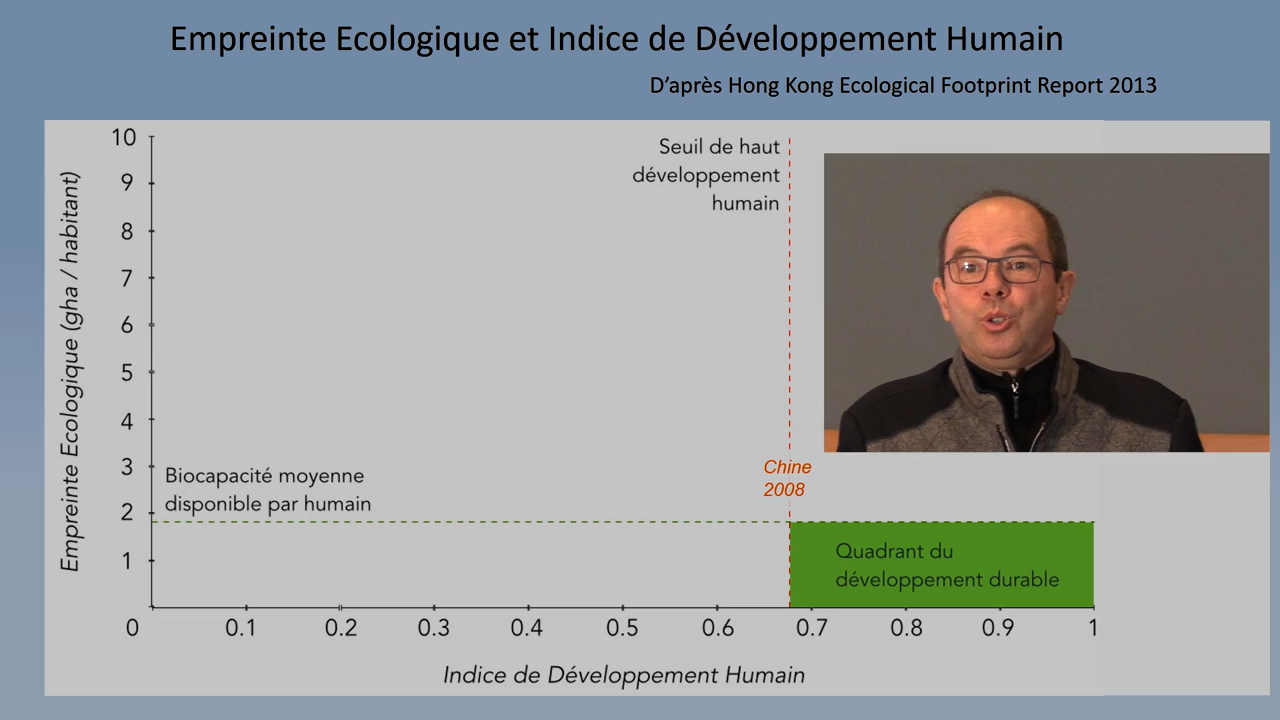 Empreinte Ecologique et Indice de Développement Humain
D'après Hong Kong Ecological Footprint Report 2013
Empreinte Ecologique (gha / habitant)
10
9
8
7
6
5
4
3
2
1
Seuil de haut
développement
humain
Biocapacité moyenne
disponible par humain
Chine
2008
Quadrant du
développement durable
0 0.1 0.2 0.3 0.4 0.5 0.6 0.7 0.8 0.9 1
Indice de Développement Humain